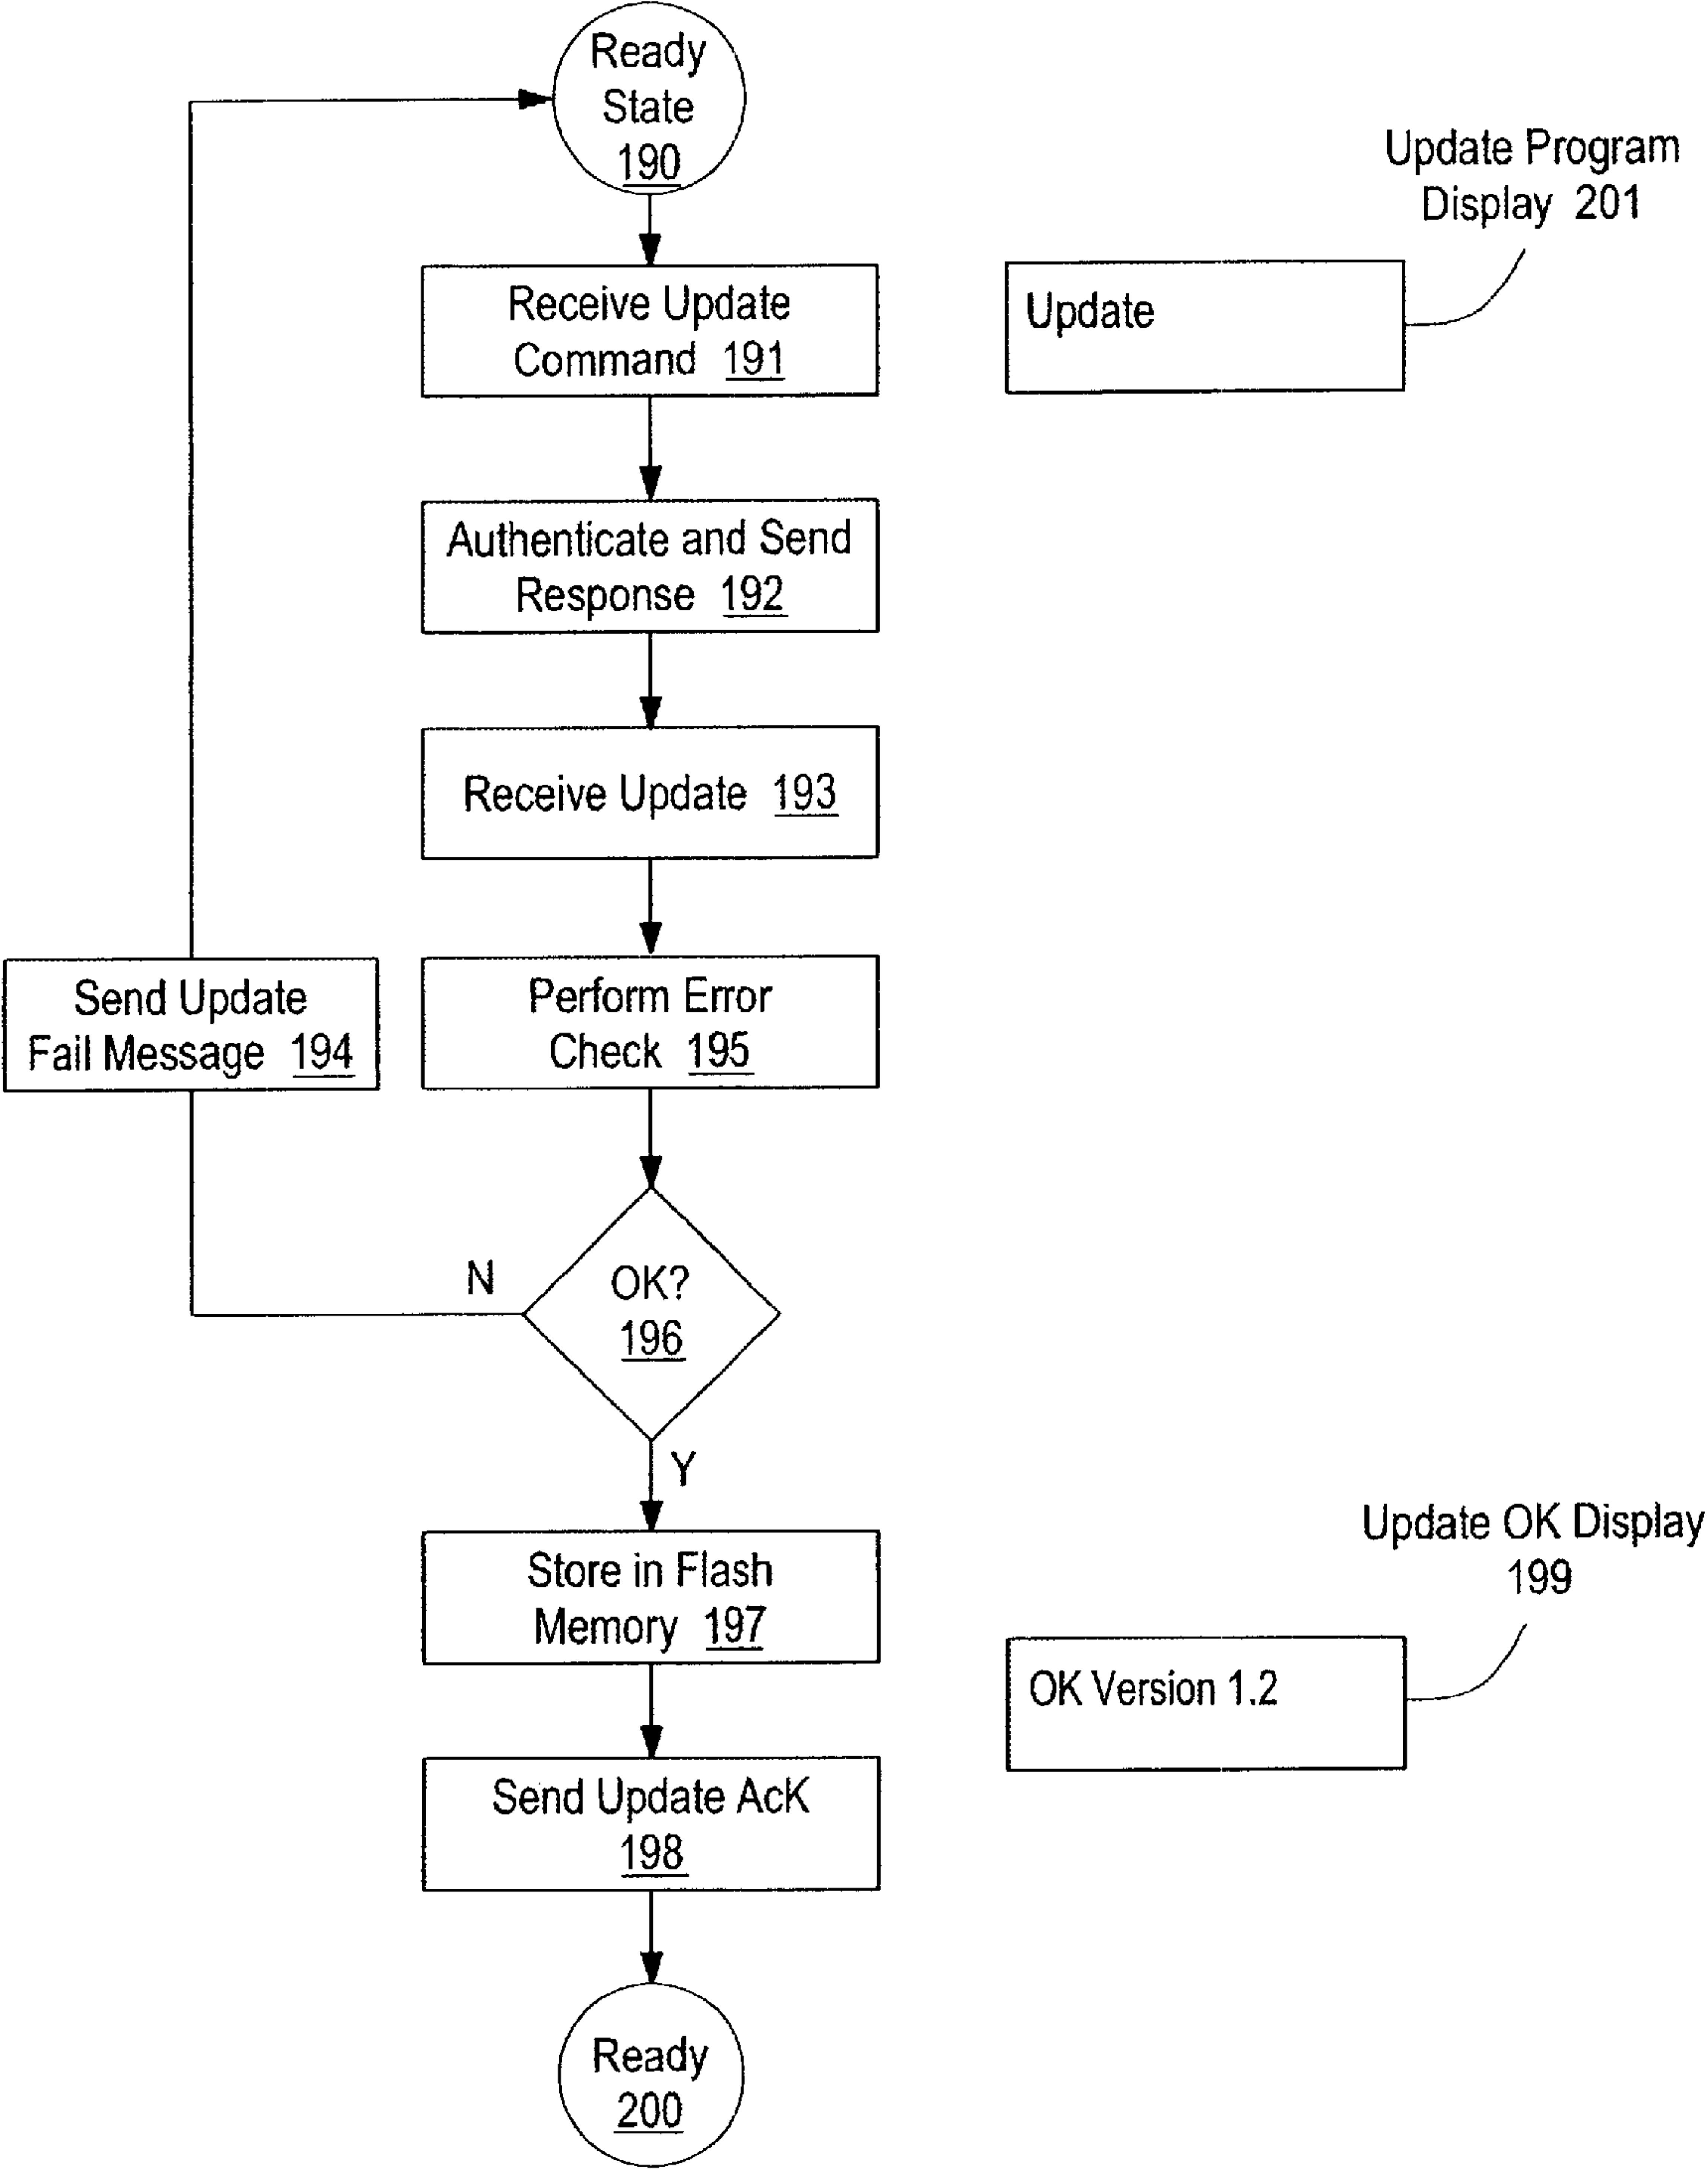 Ready
State
190
Update Program
Display 201
Receive Update
Command 191
Update
Authenticate and Send
Response 192
Receive Update 193
Send Update
Fail Message 194
Perform Error
Check 195
N
OK?
196
Y
Store in Flash
Memory 197
Update OK Display
199
OK Version 1.2
Send Update AcK
198
Ready
200